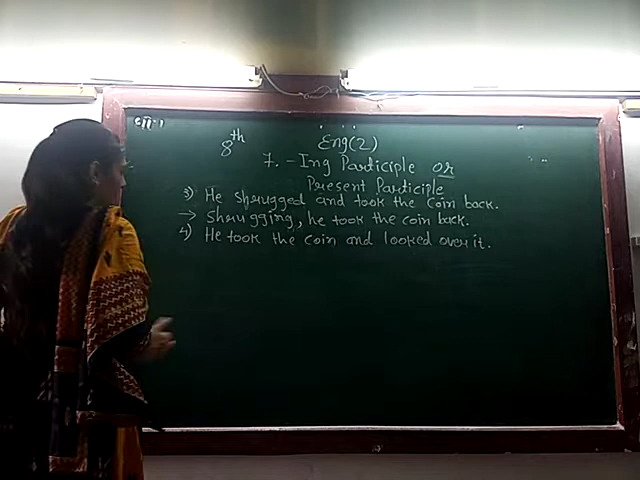 8th
Eng(2)
7. -Ing Participle OR
Present Participle
3) He shrugged and took the coin back.
→ Shrugging, he took the coin back.
4) He took the coin and looked over it.